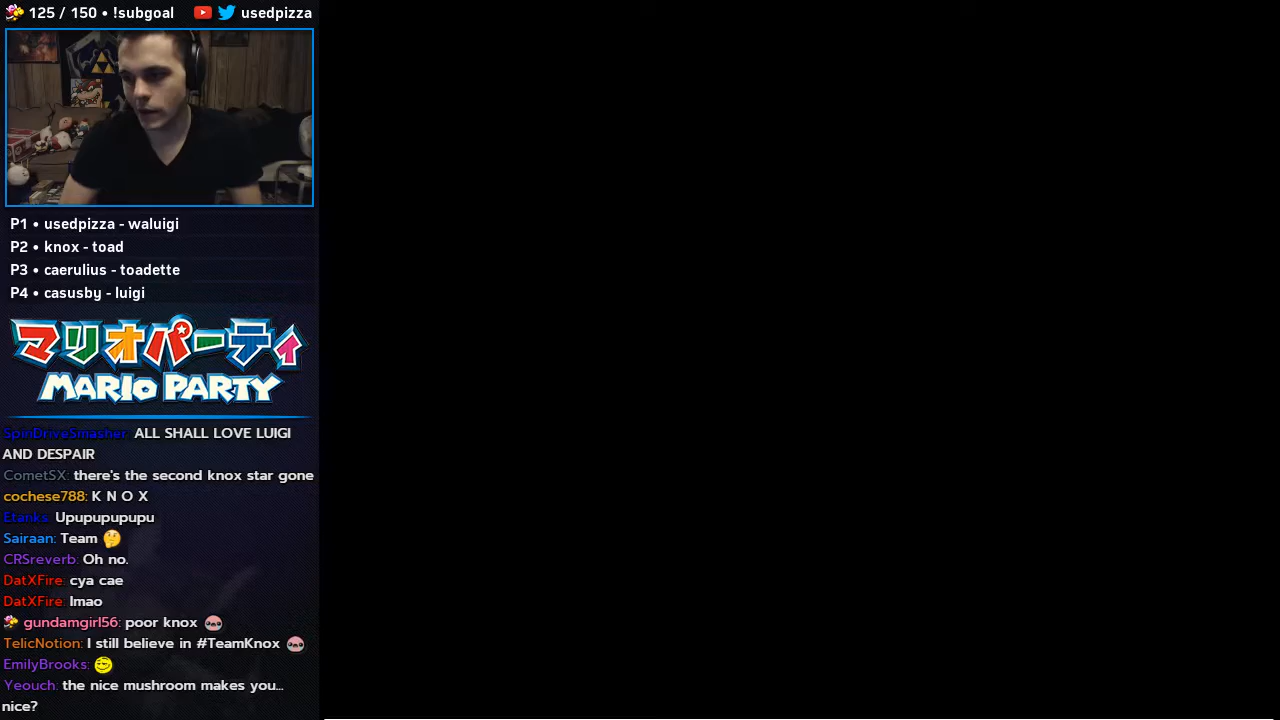 125 / 150 • !subgoal usedpizza
P1 • usedpizza - waluigi
P2 • knox - toad
P3 • caerulius - toadette
P4 • casusby - luigi
マリオパーティ
MARIO PARTY
SpinDriveSmasher: ALL SHALL LOVE LUIGI
AND DESPAIR
CometSX: there's the second knox star gone
cochese788: K N O X
Etanks: Upupupupupu
Sairaan: Team 🤔
CRSreverb: Oh no.
DatXFire: cya cae
DatXFire: lmao
gundamgirl56: poor knox
TelicNotion: I still believe in #TeamKnox
EmilyBrooks:
Yeouch: the nice mushroom makes you...
nice?